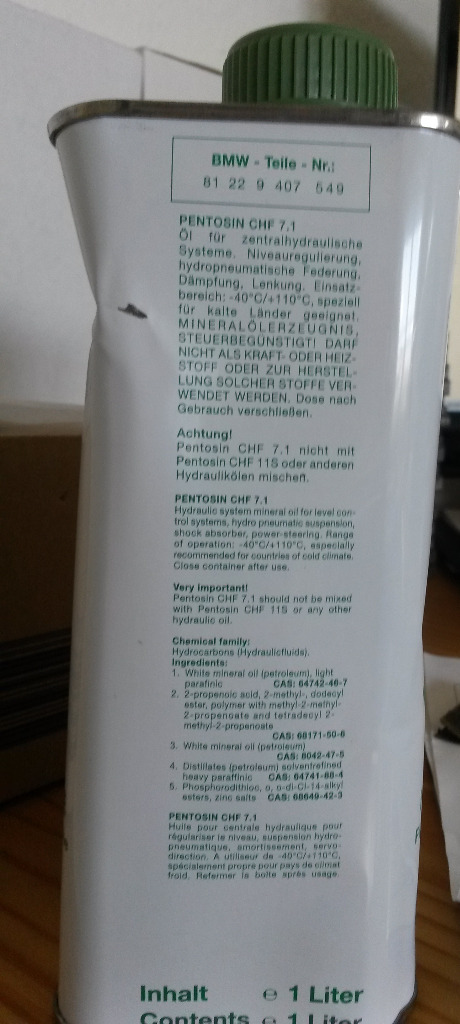 BMW - Teile - Nr.:
81 22 9 407 549
PENTOSIN CHF 7.1
Öl für zentralhydraulische
Systeme. Niveauregulierung,
hydropneumatische Federung,
Dämpfung, Lenkung. Einsatz-
bereich: -40°C/+110°C, speziell
für kalte Länder geeignet.
MINERALÖLERZEUGNIS,
STEUERBEGÜNSTIGT! DARF
NICHT ALS KRAFT- ODER HEIZ-
STOFF ODER ZUR HERSTEL-
LUNG SOLCHER STOFFE VER-
WENDET WERDEN. Dose nach
Gebrauch verschließen.
Achtung!
Pentosin CHF 7.1 nicht mit
Pentosin CHF 11S oder anderen
Hydraulikölen mischen.
PENTOSIN CHF 7.1
Hydraulic system mineral oil for level con-
trol systems, hydro pneumatic suspension,
shock absorber, power-steering. Range
of operation: -40°C/+110°C, especially
recommended for countries of cold climate.
Close container after use.
Very important!
Pentosin CHF 7.1 should not be mixed
with Pentosin CHF 11S or any other
hydraulic oil.
Chemical family:
Hydrocarbons (Hydraulicfluids).
Ingredients:
1. White mineral oil (petroleum), light
parafinic CAS: 64742-46-7
2. 2-propenoic acid, 2-methyl-, dodecyl
ester, polymer with methyl-2-methyl-
2-propenoate and tetradecyl 2-
methyl-2-propenoate
CAS: 68171-50-6
3. White mineral oil (petroleum)
CAS: 8042-47-5
4. Distillates (petroleum) solventrefined
heavy paraffinic CAS: 64741-88-4
5. Phosphorodithioc, o, o-di-Cl-14-alkyl
esters, zinc salts CAS: 68649-42-3
PENTOSIN CHF 7.1
Huile pour centrale hydraulique pour
régulariser le niveau, suspension hydro-
pneumatique, amortissement, servo-
direction. A utiliseur de -40°C/+110°C,
spécialement propre pour pays de climat
froid. Refermer la boîte après usage.
Inhalt e 1 Liter
Contents e 1 Liter